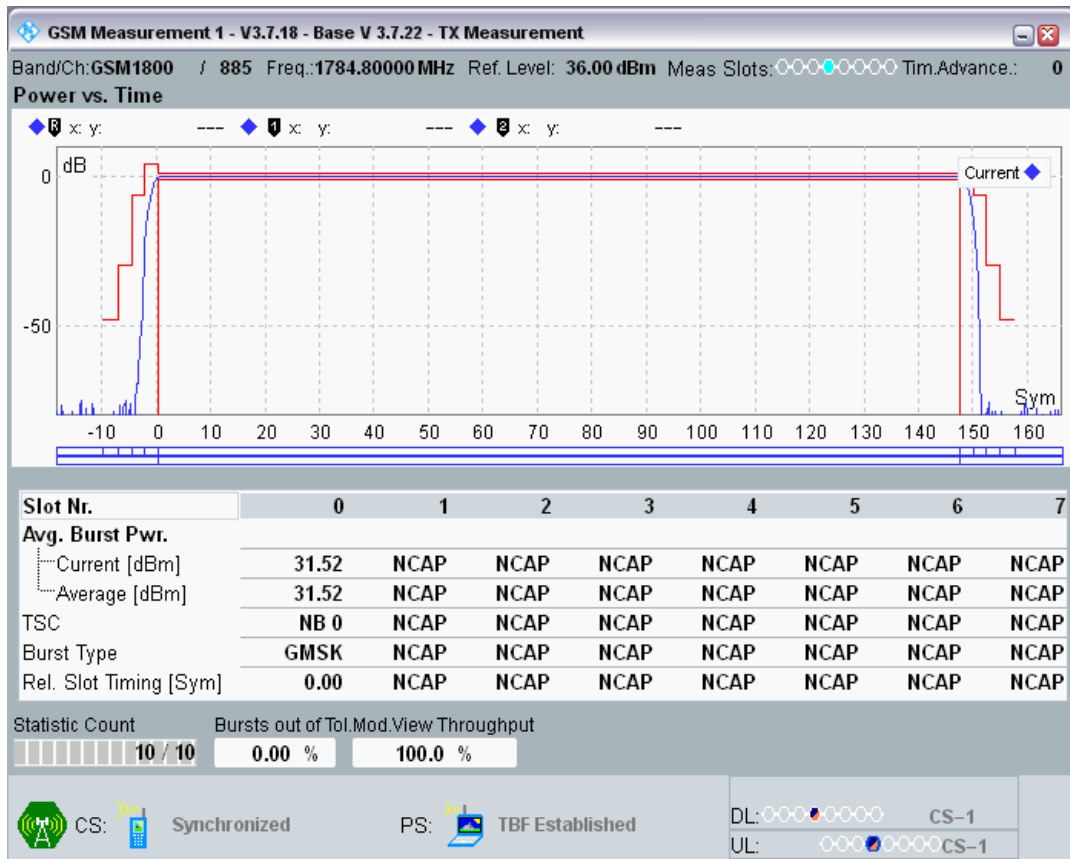 GSM Measurement 1 - V3.7.18 - Base V 3.7.22 - TX Measurement
Band/Ch:GSM1800 / 885 Freq.:1784.80000 MHz Ref. Level: 36.00 dBm Meas Slots: Tim.Advance.: 0
Power vs. Time
R x: y: --- 1 x: y: --- 2 x: y: ---
dB
Current
0
-50
Sym
-10 0 10 20 30 40 50 60 70 80 90 100 110 120 130 140 150 160
Slot Nr. 0 1 2 3 4 5 6 7
Avg. Burst Pwr.
Current [dBm] 31.52 NCAP NCAP NCAP NCAP NCAP NCAP NCAP
Average [dBm] 31.52 NCAP NCAP NCAP NCAP NCAP NCAP NCAP
TSC NB 0 NCAP NCAP NCAP NCAP NCAP NCAP NCAP
Burst Type GMSK NCAP NCAP NCAP NCAP NCAP NCAP NCAP
Rel. Slot Timing [Sym] 0.00 NCAP NCAP NCAP NCAP NCAP NCAP NCAP
Statistic Count Bursts out of Tol.Mod.View Throughput
10 / 10 0.00 % 100.0 %
CS: Synchronized PS: TBF Established
DL: CS-1
UL: CS-1